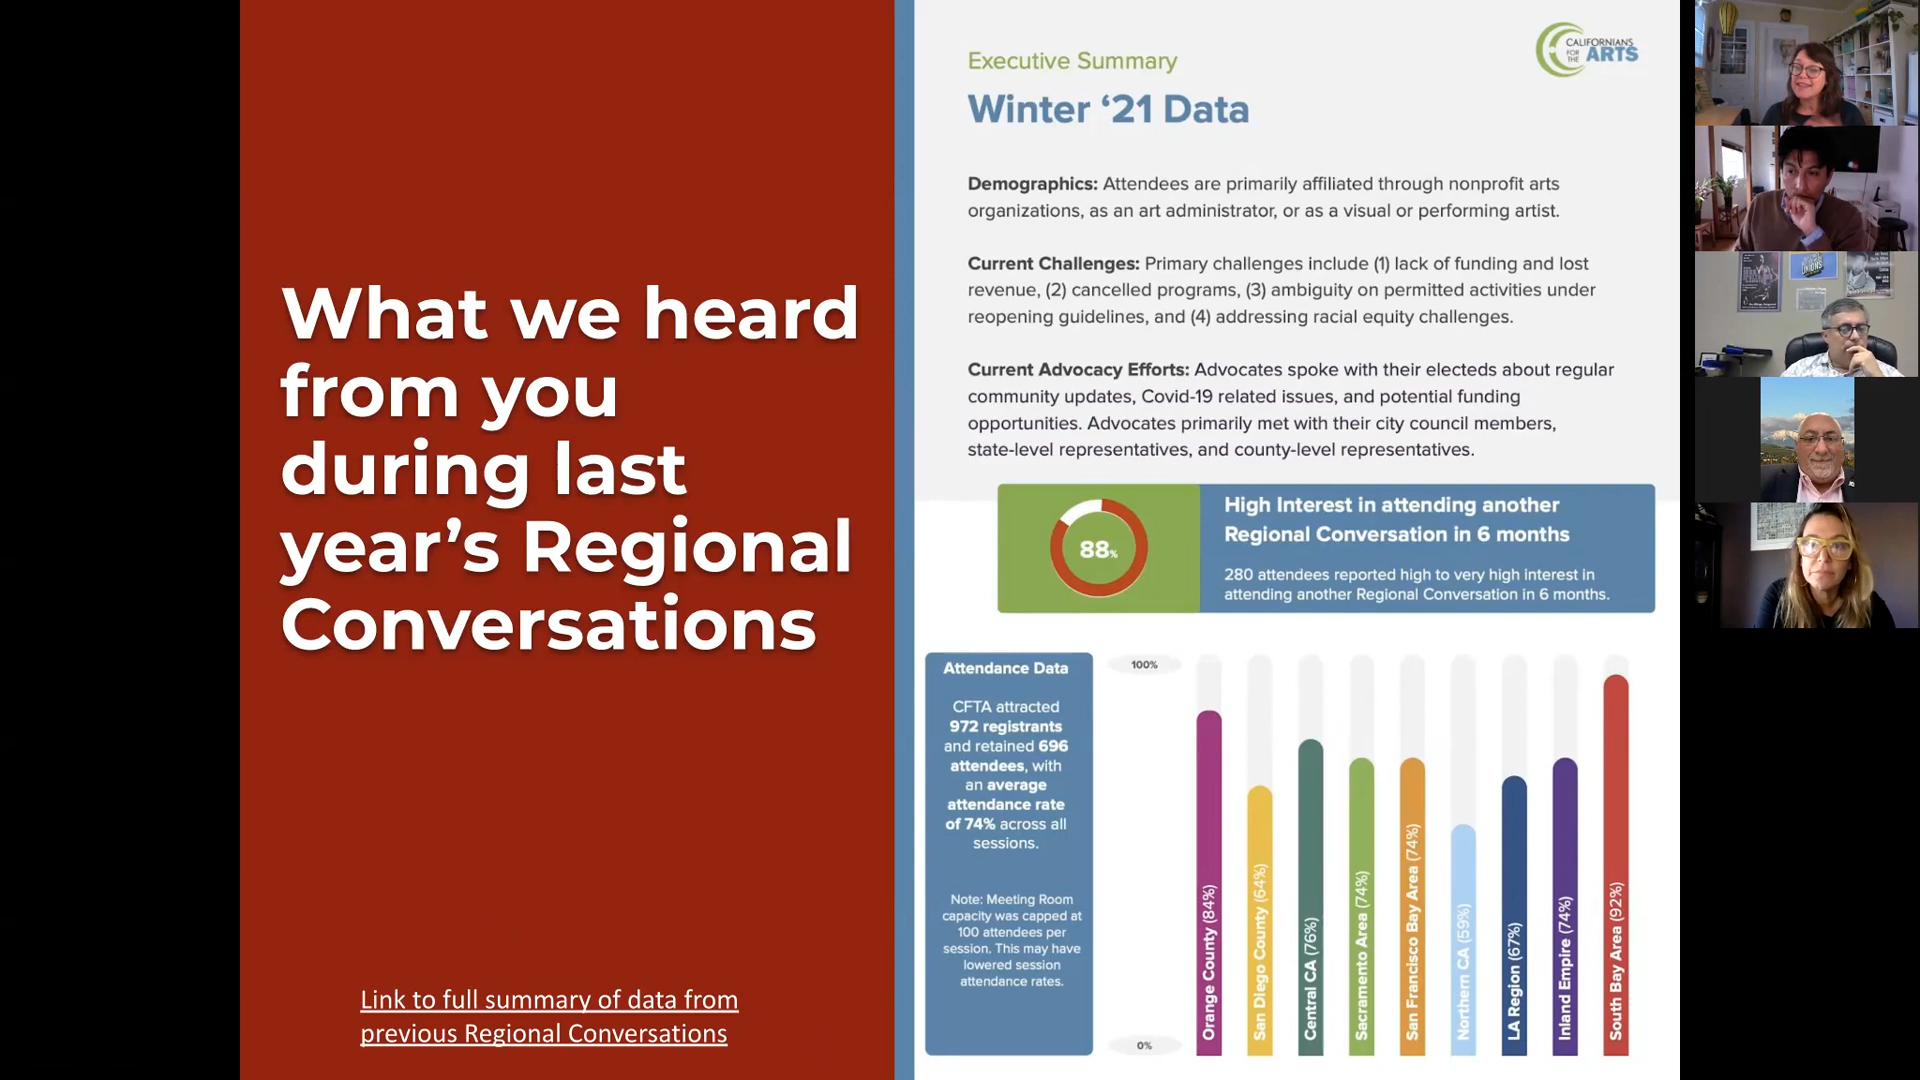 What we heard
from you
during last
year’s Regional
Conversations
Link to full summary of data from
previous Regional Conversations
CALIFORNIANS
FOR
THE ARTS
Executive Summary
Winter ‘21 Data
Demographics: Attendees are primarily affiliated through nonprofit arts
organizations, as an art administrator, or as a visual or performing artist.
Current Challenges: Primary challenges include (1) lack of funding and lost
revenue, (2) cancelled programs, (3) ambiguity on permitted activities under
reopening guidelines, and (4) addressing racial equity challenges.
Current Advocacy Efforts: Advocates spoke with their electeds about regular
community updates, Covid-19 related issues, and potential funding
opportunities. Advocates primarily met with their city council members,
state-level representatives, and county-level representatives.
88%
High Interest in attending another
Regional Conversation in 6 months
280 attendees reported high to very high interest in
attending another Regional Conversation in 6 months.
Attendance Data
CFTA attracted
972 registrants
and retained 696
attendees, with
an average
attendance rate
of 74% across all
sessions.
Note: Meeting Room
capacity was capped at
100 attendees per
session. This may have
lowered session
attendance rates.
100%
0%
Orange County (84%)
San Diego County (64%)
Central CA (76%)
Sacramento Area (74%)
San Francisco Bay Area (74%)
Northern CA (59%)
LA Region (67%)
Inland Empire (74%)
South Bay Area (92%)